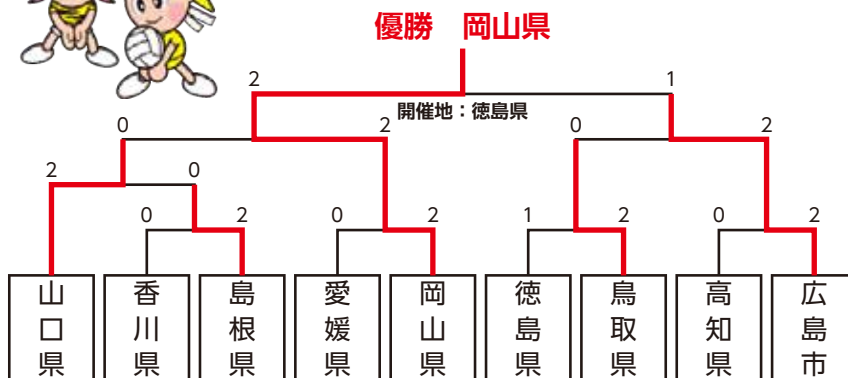 優勝 岡山県
2 1
開催地：徳島県
0 2 0 2
2 0
0 2 0 2 1 2 0 2
山口県
香川県
島根県
愛媛県
岡山県
徳島県
鳥取県
高知県
広島市